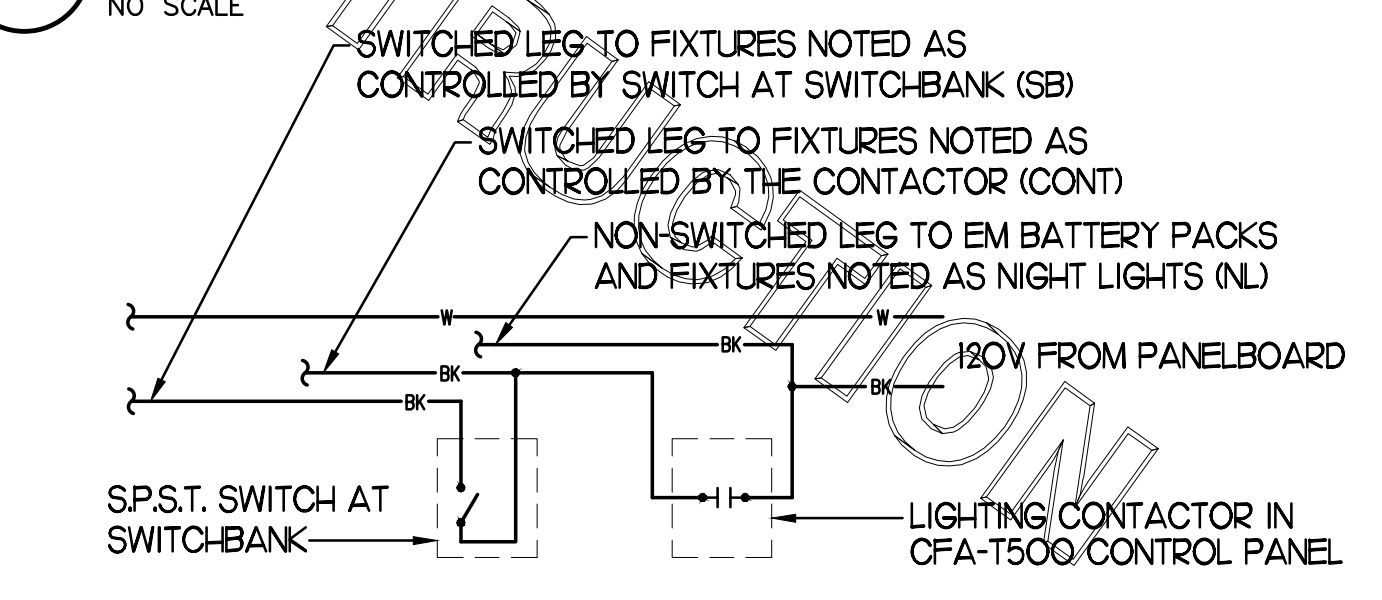 NO SCALE
SWITCHED LEG TO FIXTURES NOTED AS
CONTROLLED BY SWITCH AT SWITCHBANK (SB)
SWITCHED LEG TO FIXTURES NOTED AS
CONTROLLED BY THE CONTACTOR (CONT)
NON-SWITCHED LEG TO EM BATTERY PACKS
AND FIXTURES NOTED AS NIGHT LIGHTS (NL)
W
W
BK
120V FROM PANELBOARD
BK
BK
BK
S.P.S.T. SWITCH AT
SWITCHBANK
LIGHTING CONTACTOR IN
CFA-T500 CONTROL PANEL
RUCTION